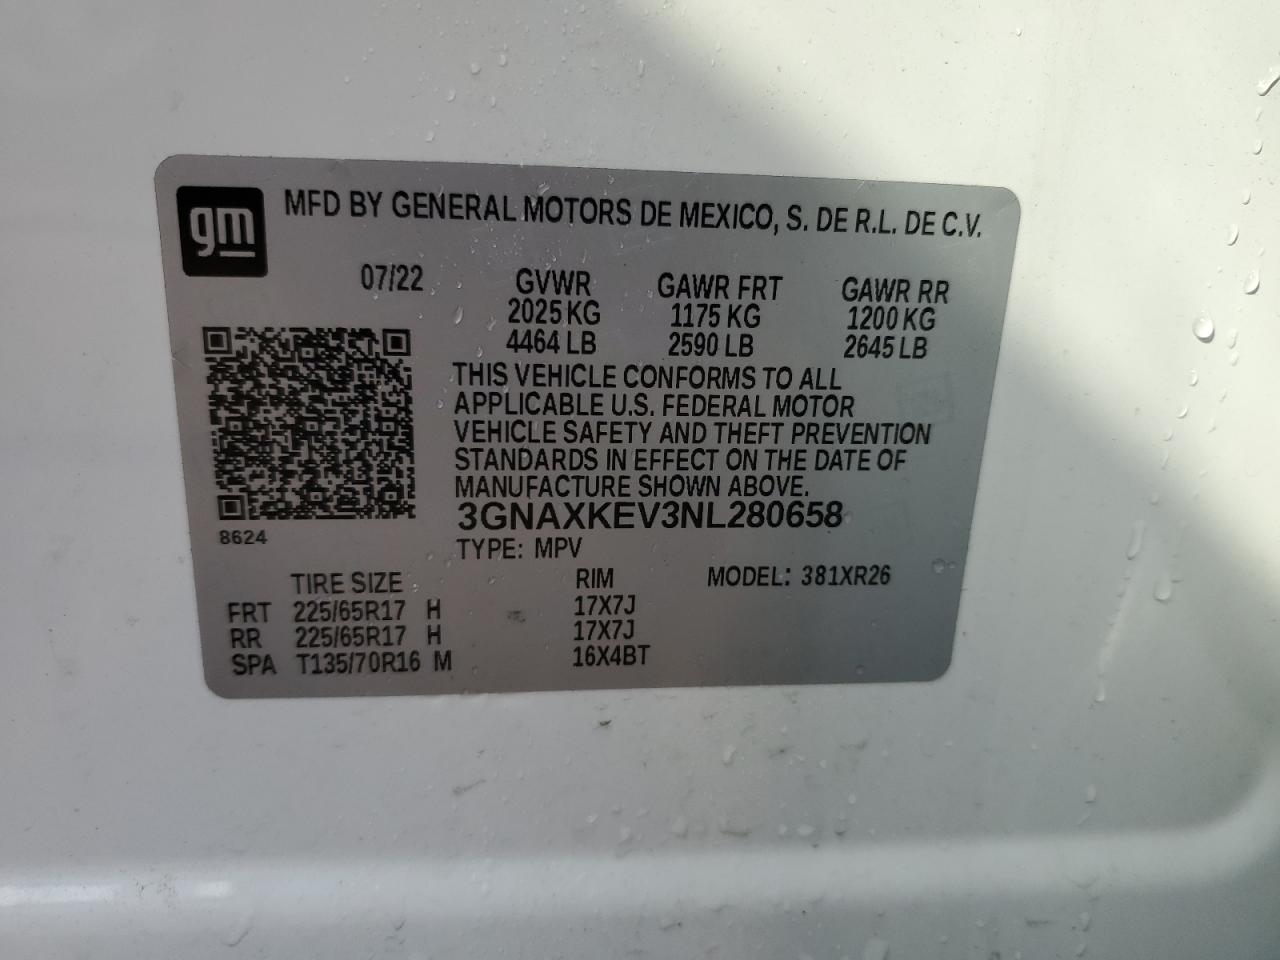 gm MFD BY GENERAL MOTORS DE MEXICO, S. DE R.L. DE C.V.
07/22 GVWR GAWR FRT GAWR RR
2025 KG 1175 KG 1200 KG
4464 LB 2590 LB 2645 LB
THIS VEHICLE CONFORMS TO ALL
APPLICABLE U.S. FEDERAL MOTOR
VEHICLE SAFETY AND THEFT PREVENTION
STANDARDS IN EFFECT ON THE DATE OF
MANUFACTURE SHOWN ABOVE.
3GNAXKEV3NL280658
8624
TYPE: MPV
TIRE SIZE RIM MODEL: 381XR26
FRT 225/65R17 H 17X7J
RR 225/65R17 H 17X7J
SPA T135/70R16 M 16X4BT